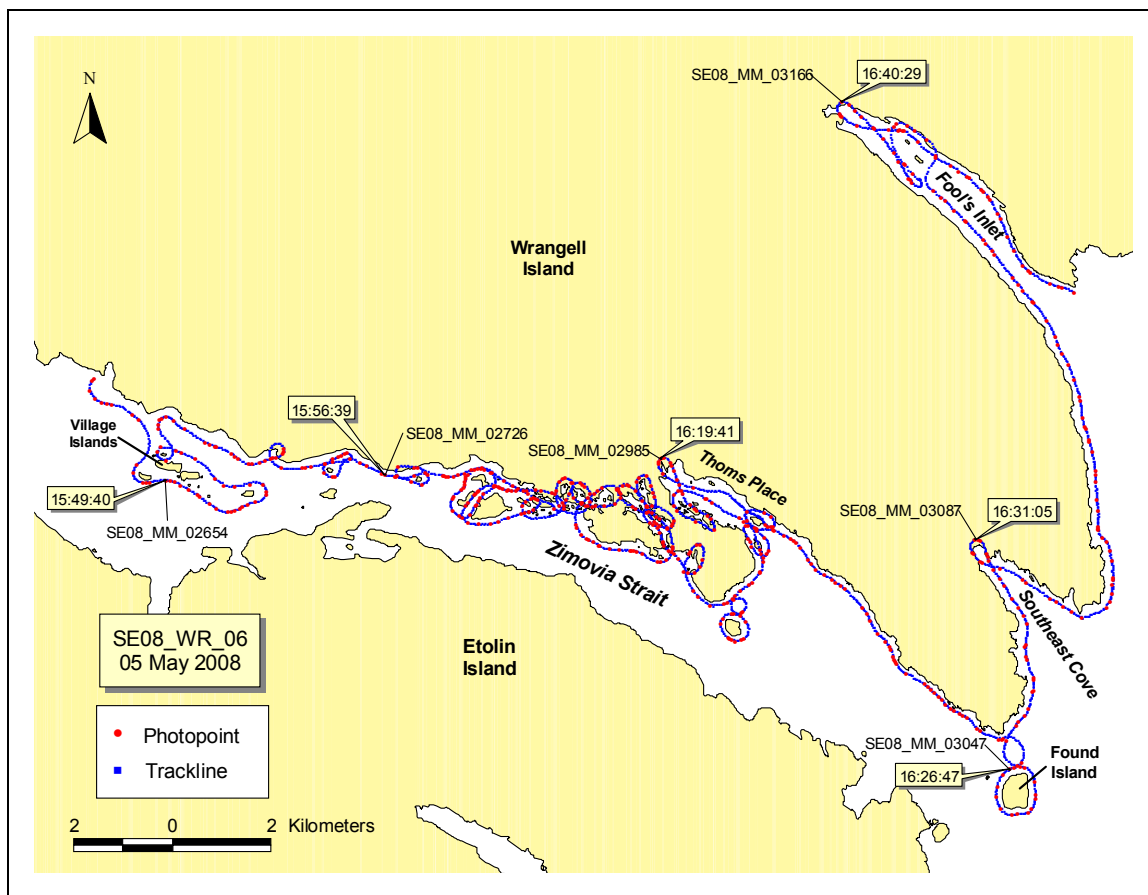 N
SE08_MM_03166
16:40:29
Fool's Inlet
Wrangell
Island
15:56:39
Village
Islands
SE08_MM_02726
16:19:41
SE08_MM_02985
Thoms Place
15:49:40
SE08_MM_02654
SE08_MM_03087
16:31:05
Zimovia Strait
Southeast Cove
SE08_WR_06
05 May 2008
Etolin
Island
Photopoint
Trackline
SE08_MM_03047
16:26:47
Found
Island
2 0 2 Kilometers